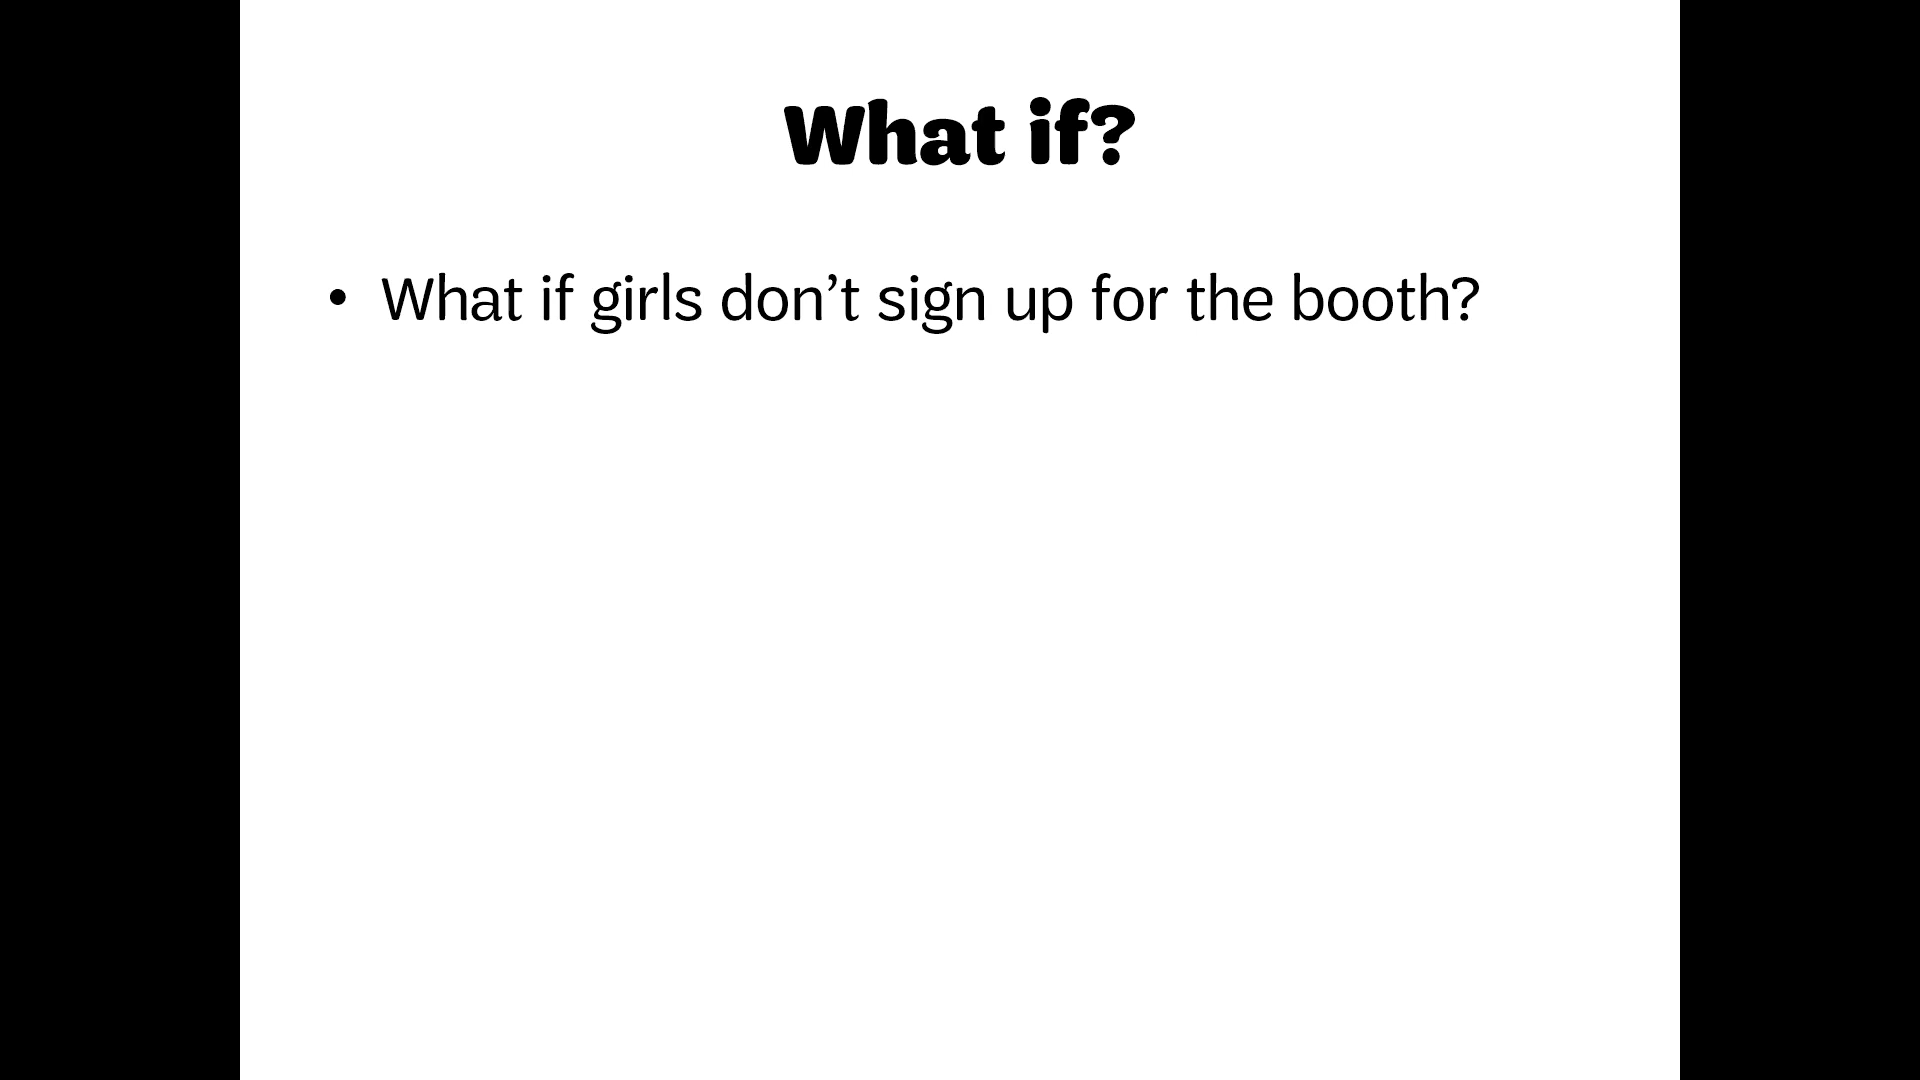 What if?
• What if girls don’t sign up for the booth?